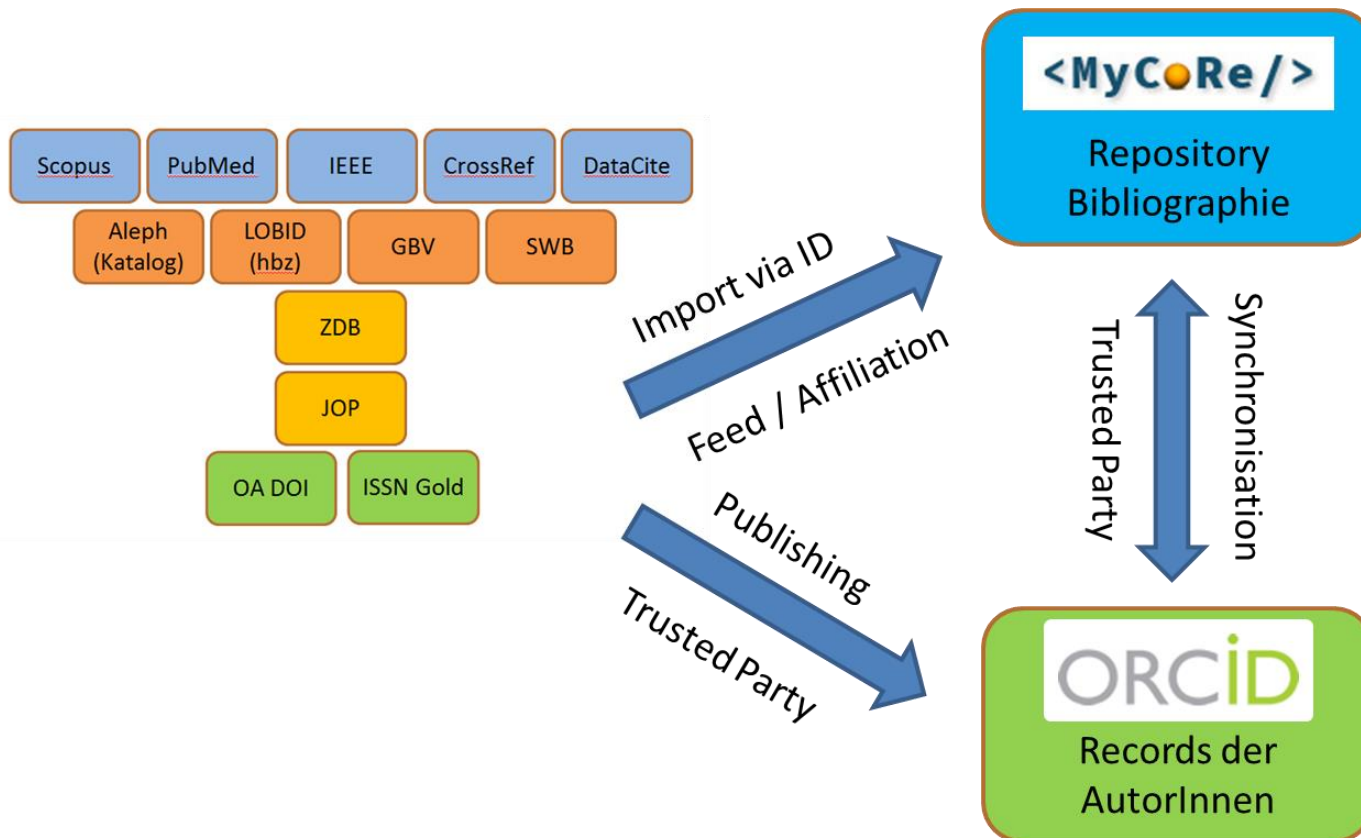 <MyCoRe/>
Repository
Bibliographie
Scopus
PubMed
IEEE
CrossRef
DataCite
Aleph
(Katalog)
LOBID
(hbz)
GBV
SWB
ZDB
JOP
OA DOI
ISSN Gold
Import via ID
Feed / Affiliation
Publishing
Trusted Party
Trusted Party
Synchronisation
ORCiD
Records der
AutorInnen